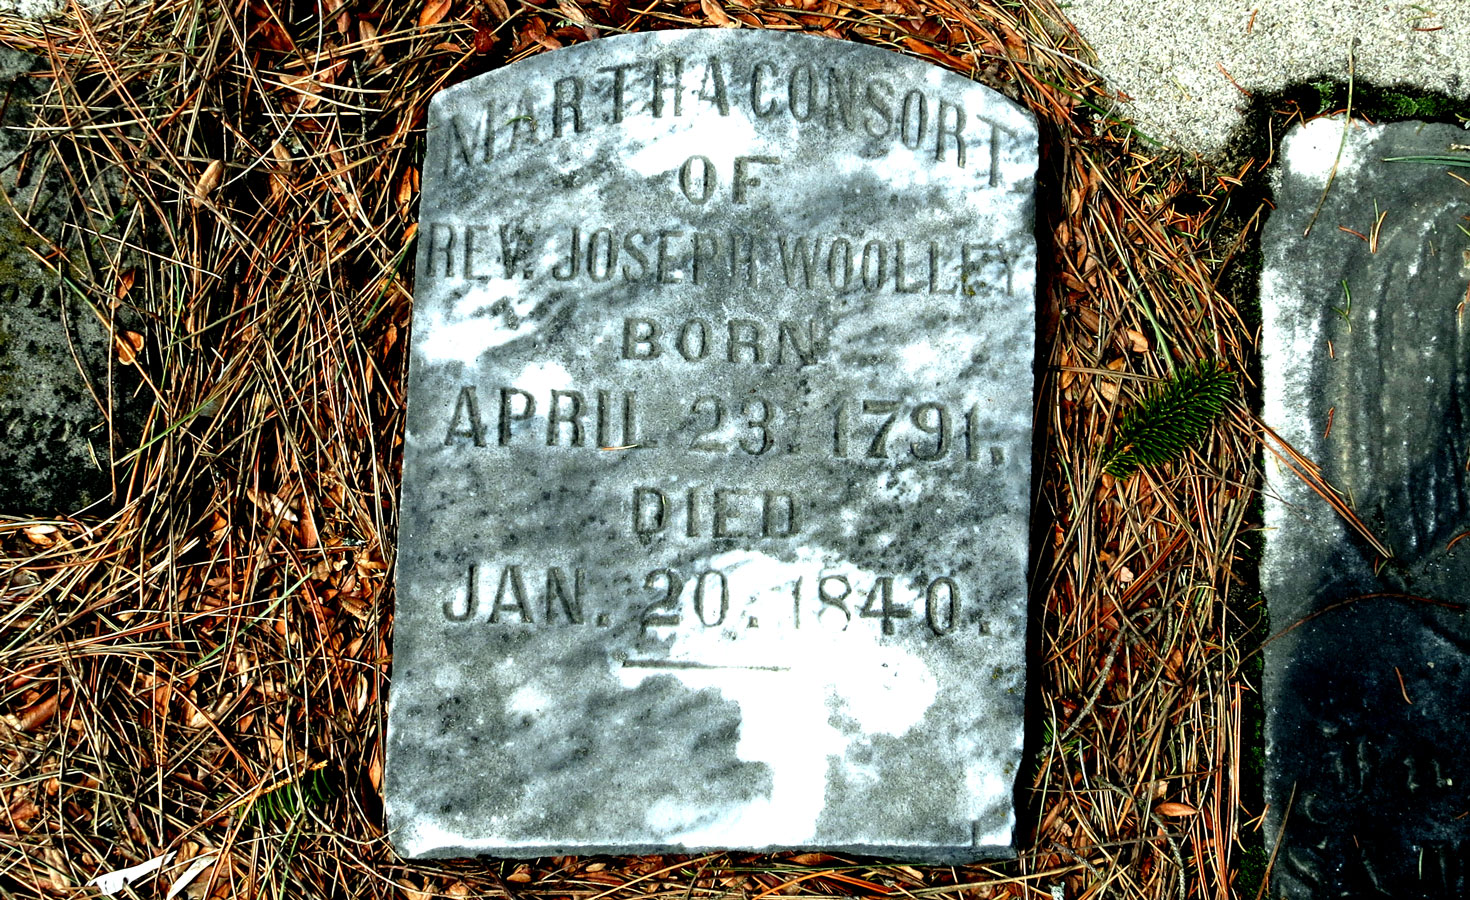 MARTHA CONSORT
OF
REV. JOSEPH WOOLLEY
BORN
APRIL 23. 1791.
DIED
JAN. 20. 1840.